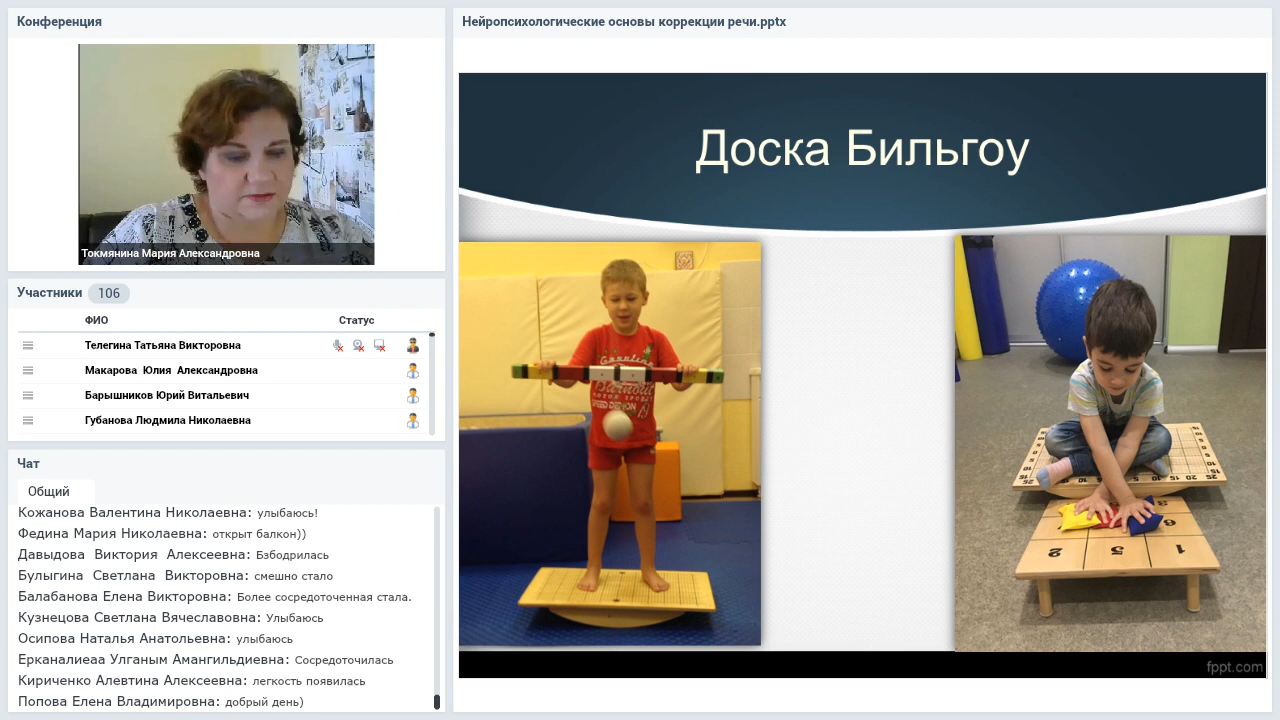 Конференция
Токмянина Мария Александровна
Участники 106
ФИО Статус
Телегина Татьяна Викторовна
Макарова Юлия Александровна
Барышников Юрий Витальевич
Губанова Людмила Николаевна
Чат
Общий
Кожанова Валентина Николаевна: улыбаюсь!
Федина Мария Николаевна: открыт балкон))
Давыдова Виктория Алексеевна: Бзбодрилась
Булыгина Светлана Викторовна: смешно стало
Балабанова Елена Викторовна: Более сосредоточенная стала.
Кузнецова Светлана Вячеславовна: Улыбаюсь
Осипова Наталья Анатольевна: улыбаюсь
Ерканалиеаа Улганым Амангильдиевна: Сосредоточилась
Кириченко Алевтина Алексеевна: легкость появилась
Попова Елена Владимировна: добрый день)
Нейропсихологические основы коррекции речи.pptx
Доска Бильгоу
2 5 1
6
fppt.com